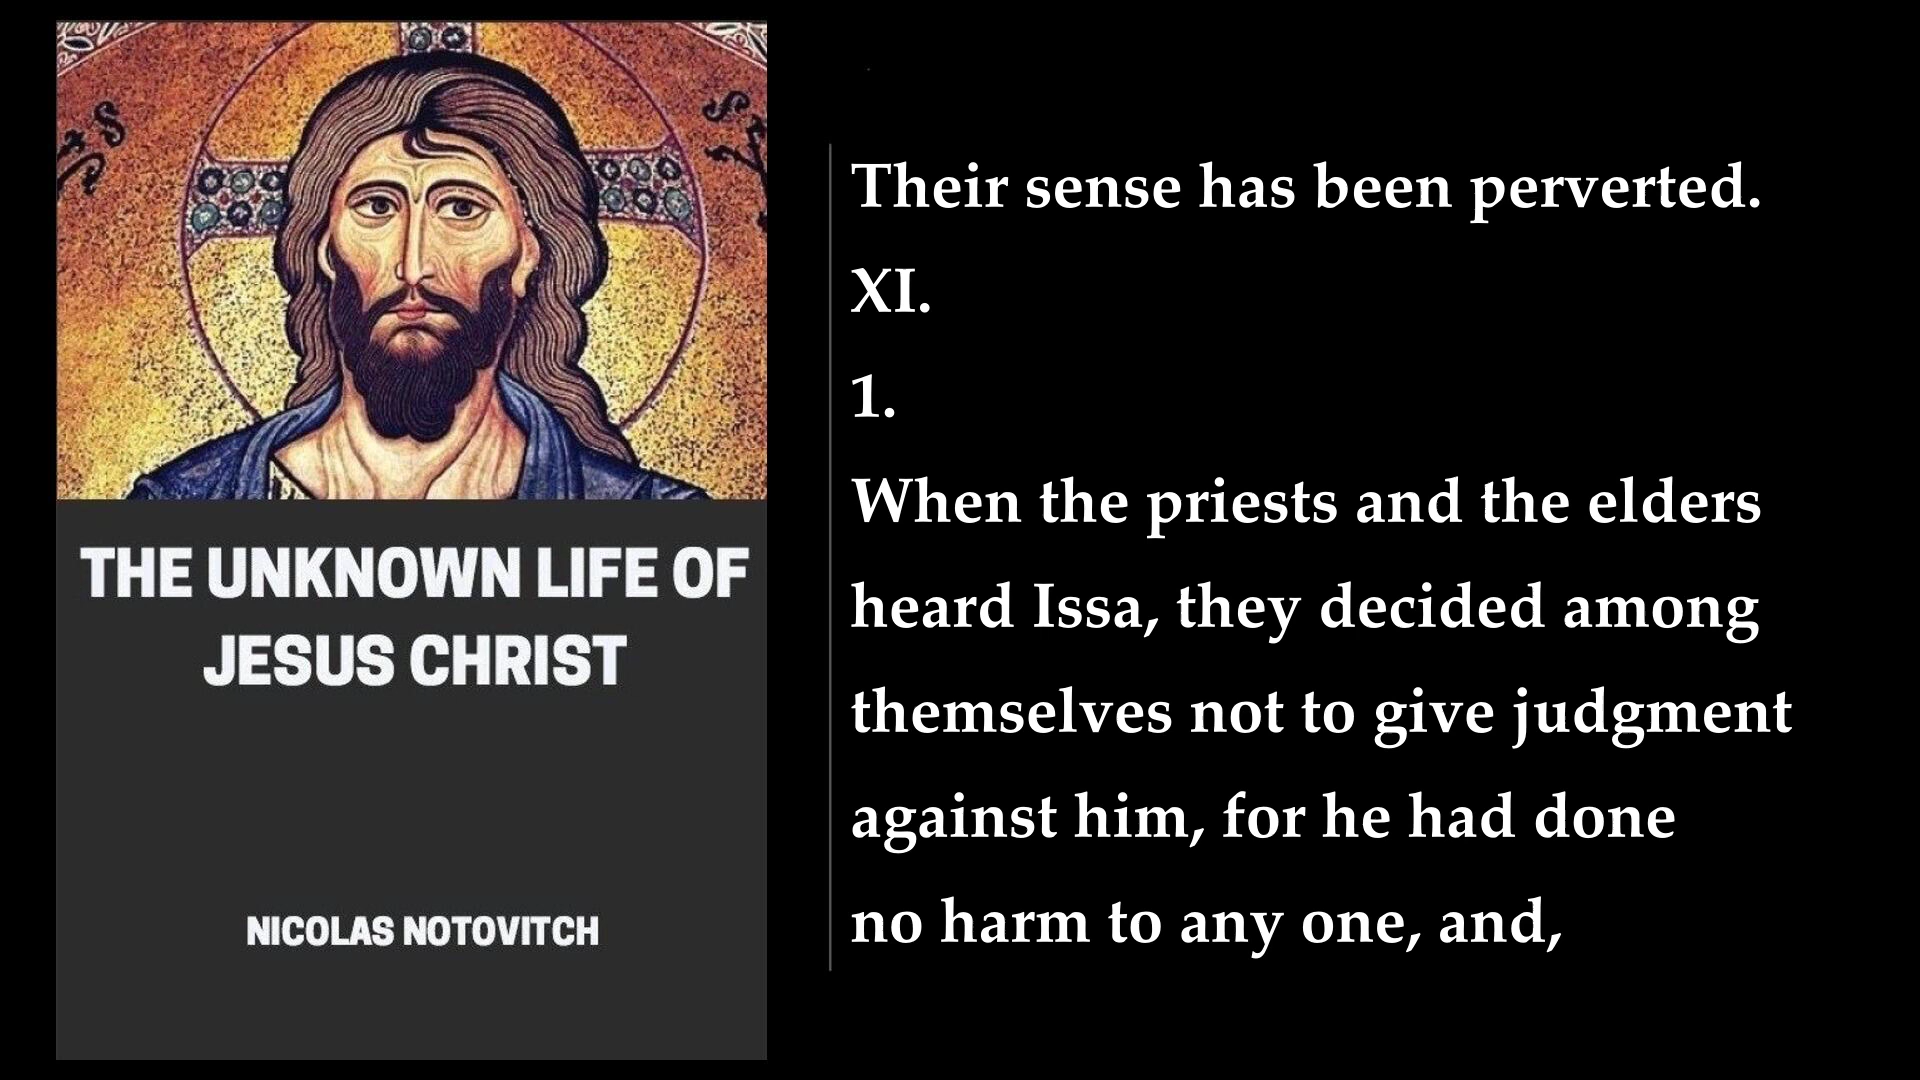 THE UNKNOWN LIFE OF
JESUS CHRIST
NICOLAS NOTOVITCH
Their sense has been perverted.
XI.
1.
When the priests and the elders
heard Issa, they decided among
themselves not to give judgment
against him, for he had done
no harm to any one, and,